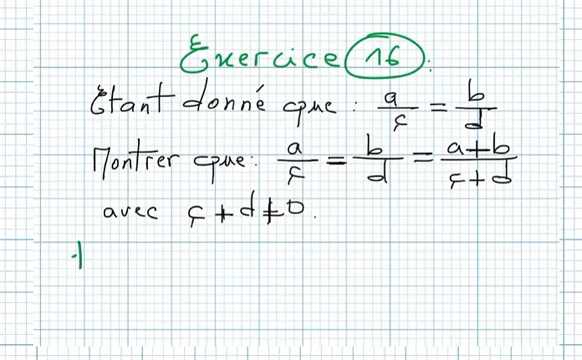 Exercice 16.
Etant donné que : a/c = b/d
Montrer que : a/c = b/d = a+b/c+d
avec c + d ≠ 0.